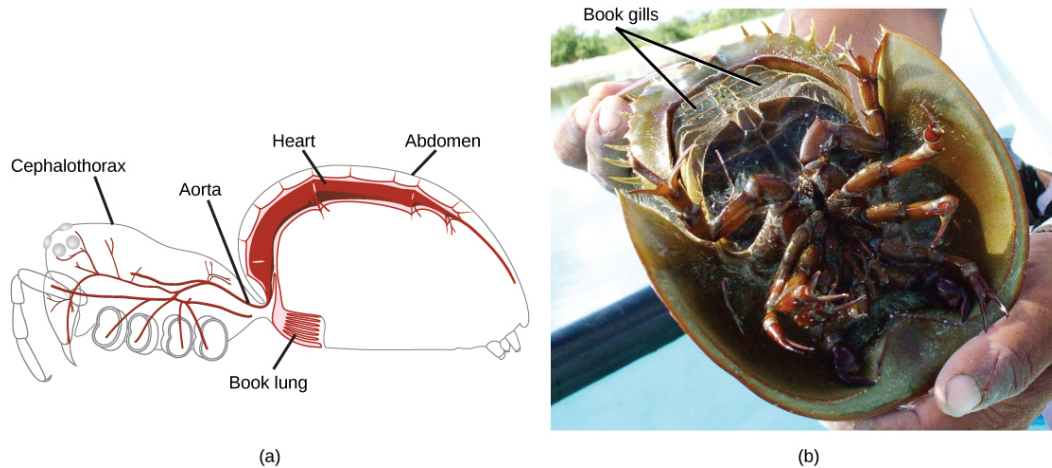 Book gills
Heart
Abdomen
Cephalothorax
Aorta
Book lung
(a)
(b)